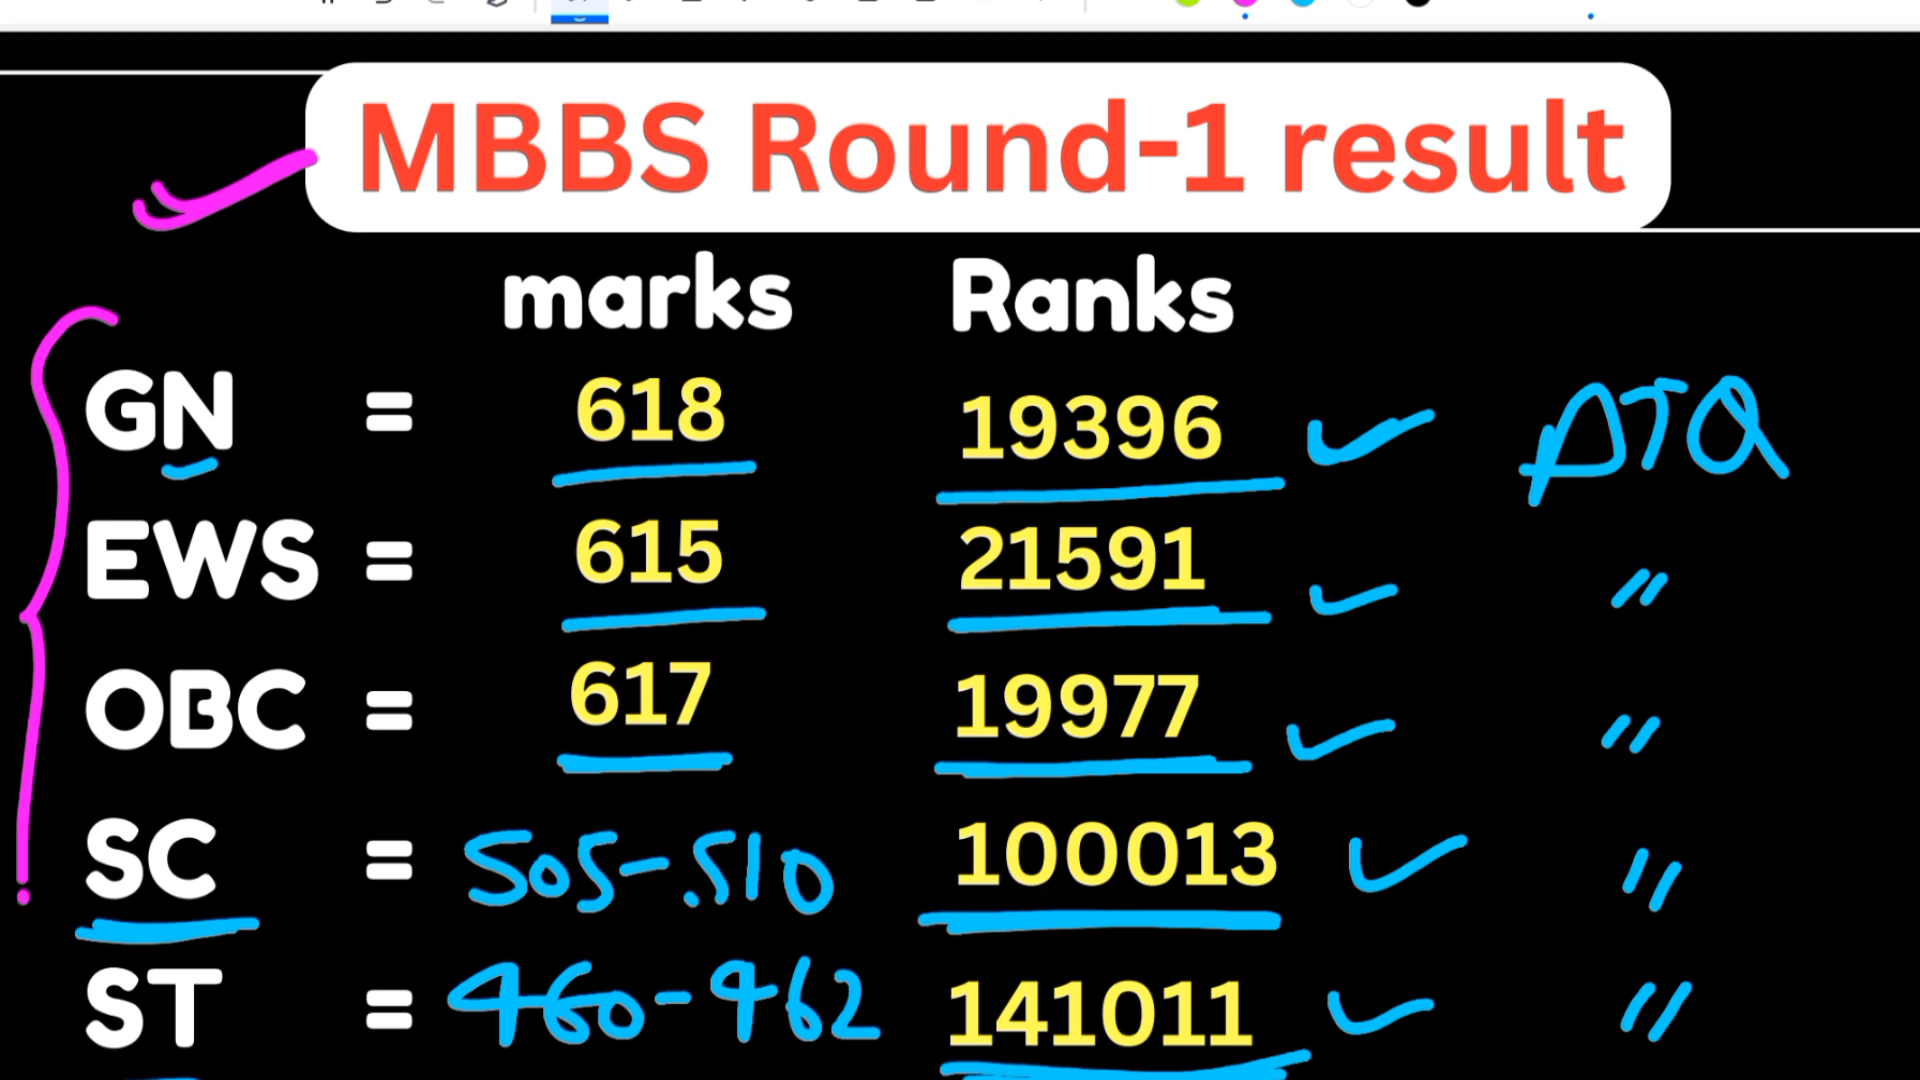 MBBS Round-1 result
marks Ranks
GN = 618 19396 AIQ
EWS = 615 21591 "
OBC = 617 19977 "
SC = 505-510 100013 "
ST = 460-462 141011 "